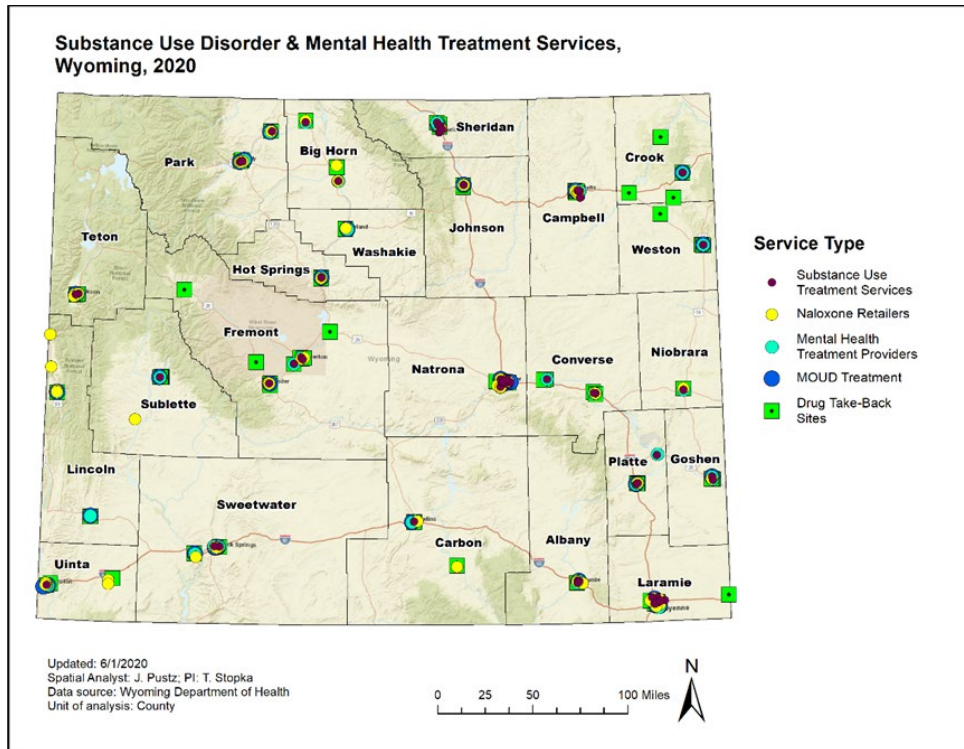 Substance Use Disorder & Mental Health Treatment Services,
Wyoming, 2020
Sheridan
Park
Big Horn
Crook
Johnson
Campbell
Teton
Washakie
Weston
Hot Springs
Fremont
Wyoming
Natrona
Converse
Niobrara
Sublette
Lincoln
Platte
Goshen
Sweetwater
Carbon
Albany
Uinta
Laramie
Service Type
Substance Use
Treatment Services
Naloxone Retailers
Mental Health
Treatment Providers
MOUD Treatment
Drug Take-Back
Sites
Updated: 6/1/2020
Spatial Analyst: J. Pustz; PI: T. Stopka
Data source: Wyoming Department of Health
Unit of analysis: County
0 25 50 100 Miles
N